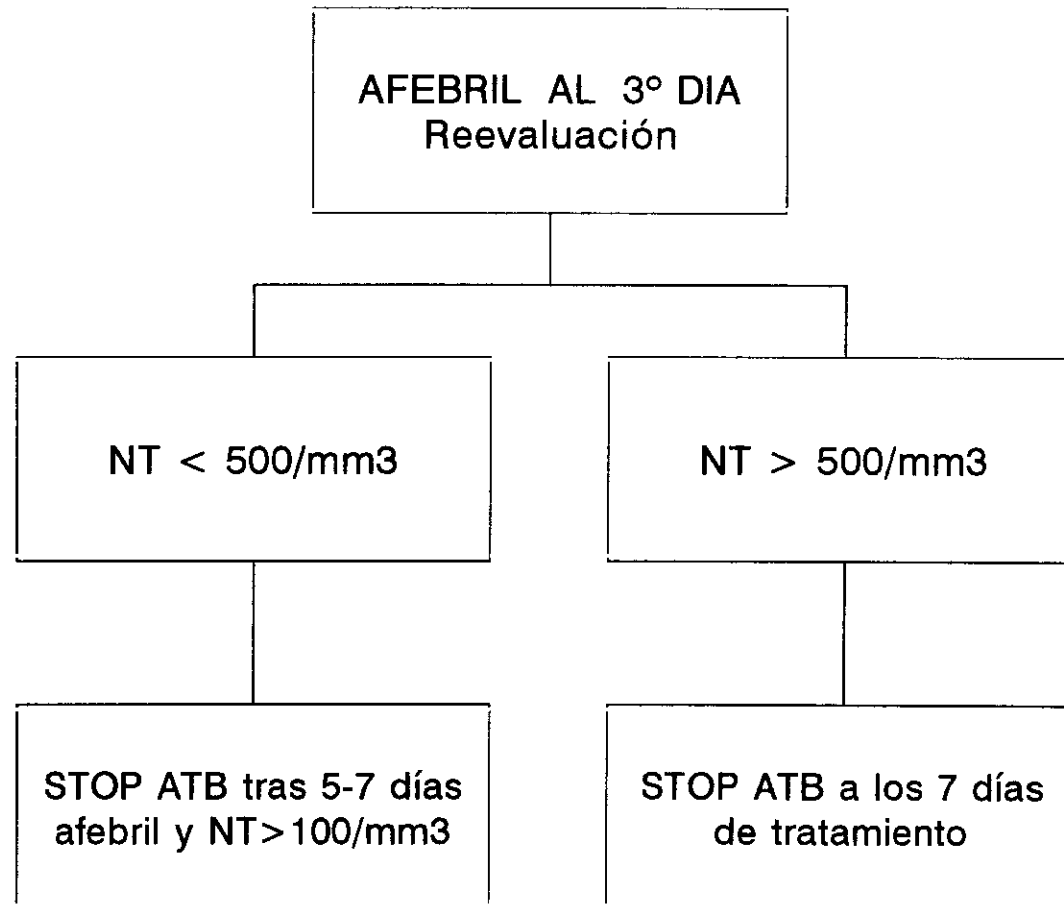 AFEBRIL AL 3º DIA
Reevaluación
NT < 500/mm3
NT > 500/mm3
STOP ATB tras 5-7 días
afebril y NT>100/mm3
STOP ATB a los 7 días
de tratamiento